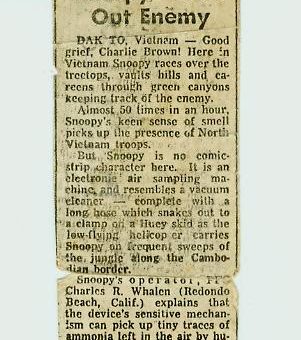 Out Enemy
DAK TO, Vietnam — Good
grief, Charlie Brown! Here in
Vietnam Snoopy races over the
treetops, vaults hills and ca-
reens through green canyons
keeping track of the enemy.
Almost 50 times in an hour,
Snoopy's keen sense of smell
picks up the presence of North
Vietnam troops.
But Snoopy is no comic-
strip character here. It is an
electronic air sampling ma-
chine, and resembles a vacuum
cleaner — complete with a
long hose which snakes out to
a clamp on a Huey skid as the
low-flying helicopter carries
Snoopy on frequent sweeps of
the jungle along the Cambo-
dian border.
Snoopy's operator,
Charles R. Whalen (Redondo
Beach, Calif.) explains that
the device's sensitive mechan-
ism can pick up tiny traces of
ammonia left in the air by hu-